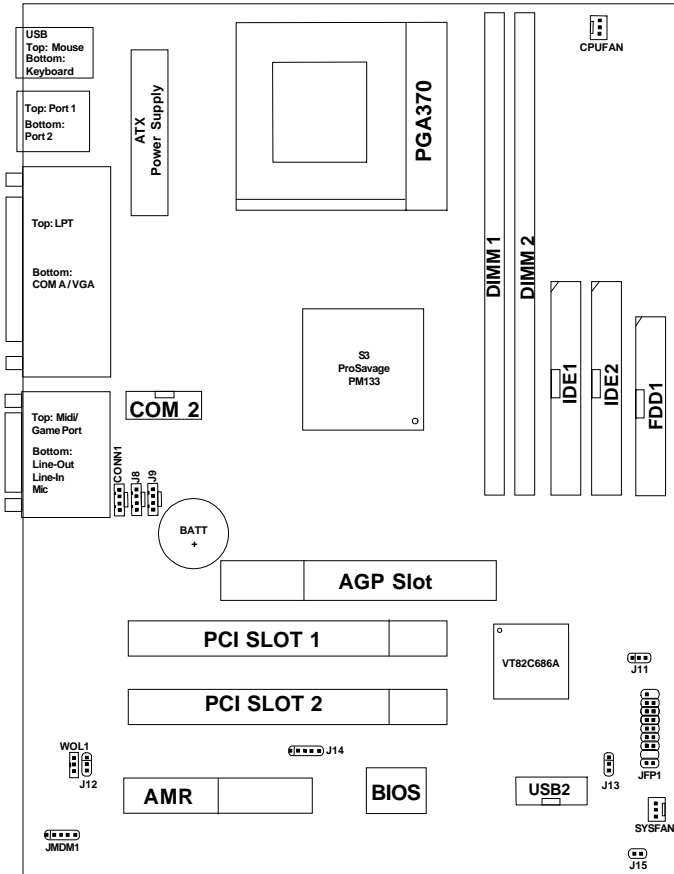 USB
Top: Mouse
Bottom:
Keyboard
Top: Port 1
Bottom:
Port 2
ATX
Power Supply
PGA370
CPUFAN
Top: LPT
Bottom:
COM A / VGA
DIMM 1
DIMM 2
IDE1
IDE2
FDD1
S3
ProSavage
PM133
COM 2
Top: Midi/
Game Port
Bottom:
Line-Out
Line-In
Mic
CONN1
J8
J9
BATT
+
AGP Slot
PCI SLOT 1
VT82C686A
J11
PCI SLOT 2
WOL1
J12
J14
AMR
BIOS
USB2
J13
JFP1
SYSFAN
JMDM1
J15